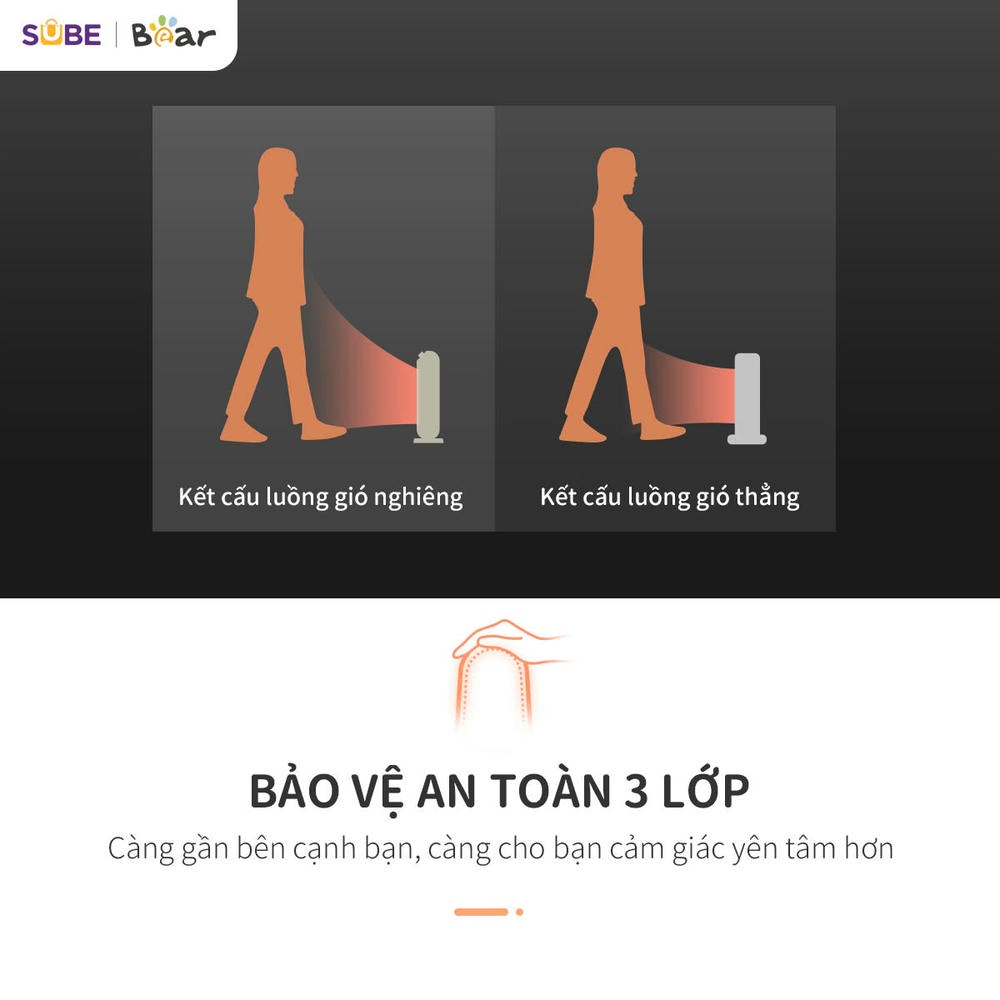 SUBE | Bear
Kết cấu luồng gió nghiêng
Kết cấu luồng gió thẳng
BẢO VỆ AN TOÀN 3 LỚP
Càng gần bên cạnh bạn, càng cho bạn cảm giác yên tâm hơn